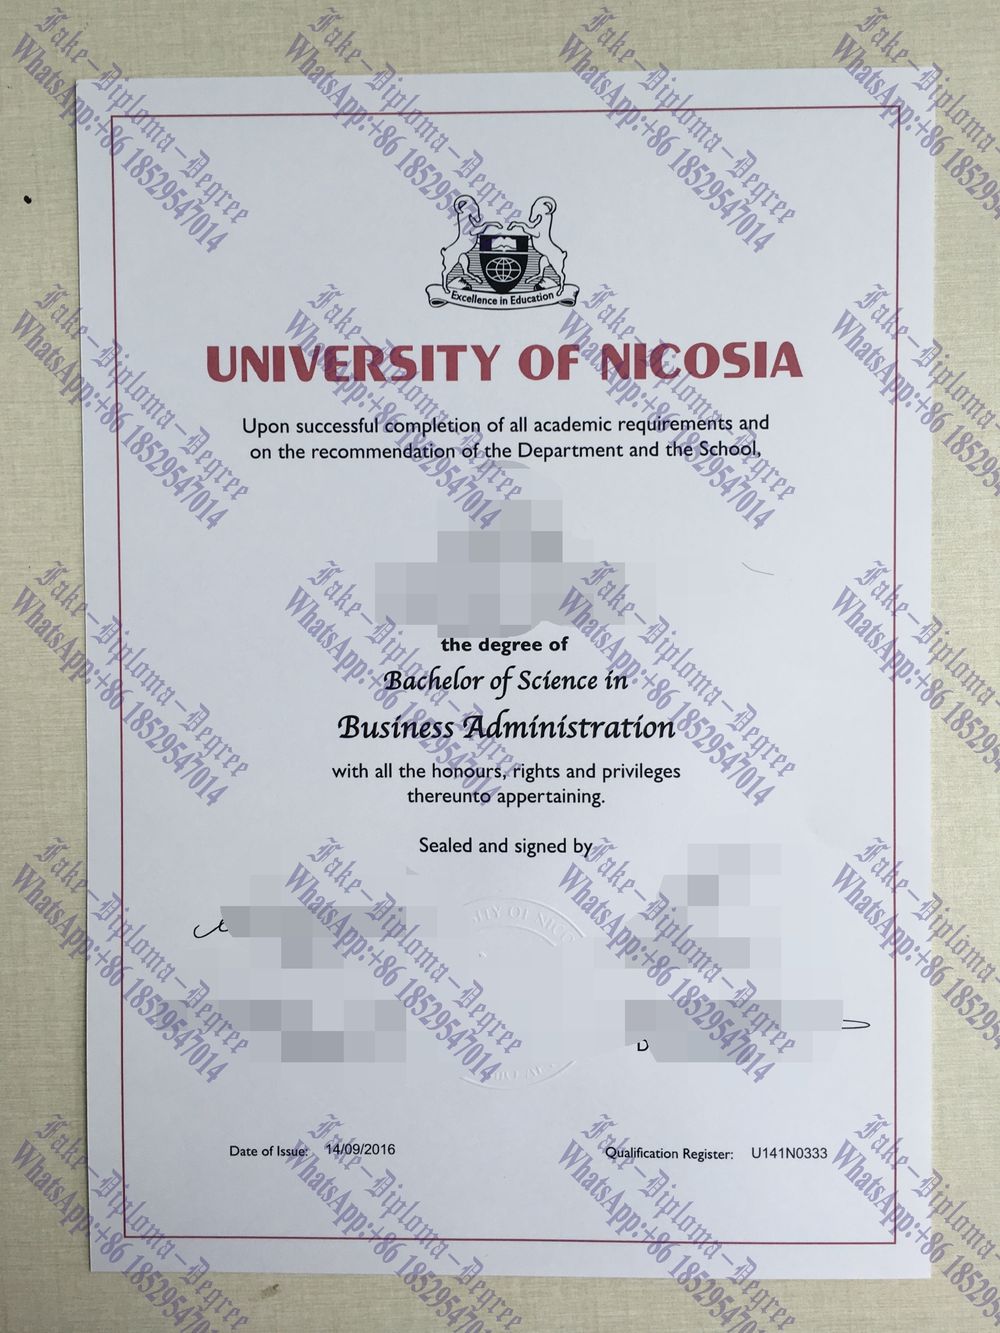 Excellence in Education
UNIVERSITY OF NICOSIA
Upon successful completion of all academic requirements and
on the recommendation of the Department and the School,
the degree of
Bachelor of Science in
Business Administration
with all the honours, rights and privileges
thereunto appertaining.
Sealed and signed by
Date of Issue: 14/09/2016
Qualification Register: U141N0333
Fake-Diploma-Degree
WhatsApp:+86 18529547014